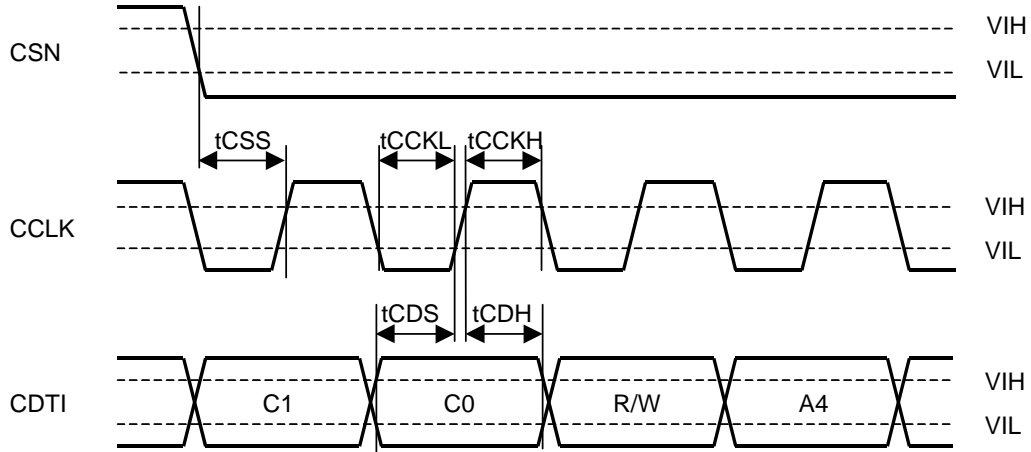 CSN
VIH
VIL
tCSS
tCCKL
tCCKH
CCLK
VIH
VIL
tCDS
tCDH
CDTI
C1
C0
R/W
A4
VIH
VIL